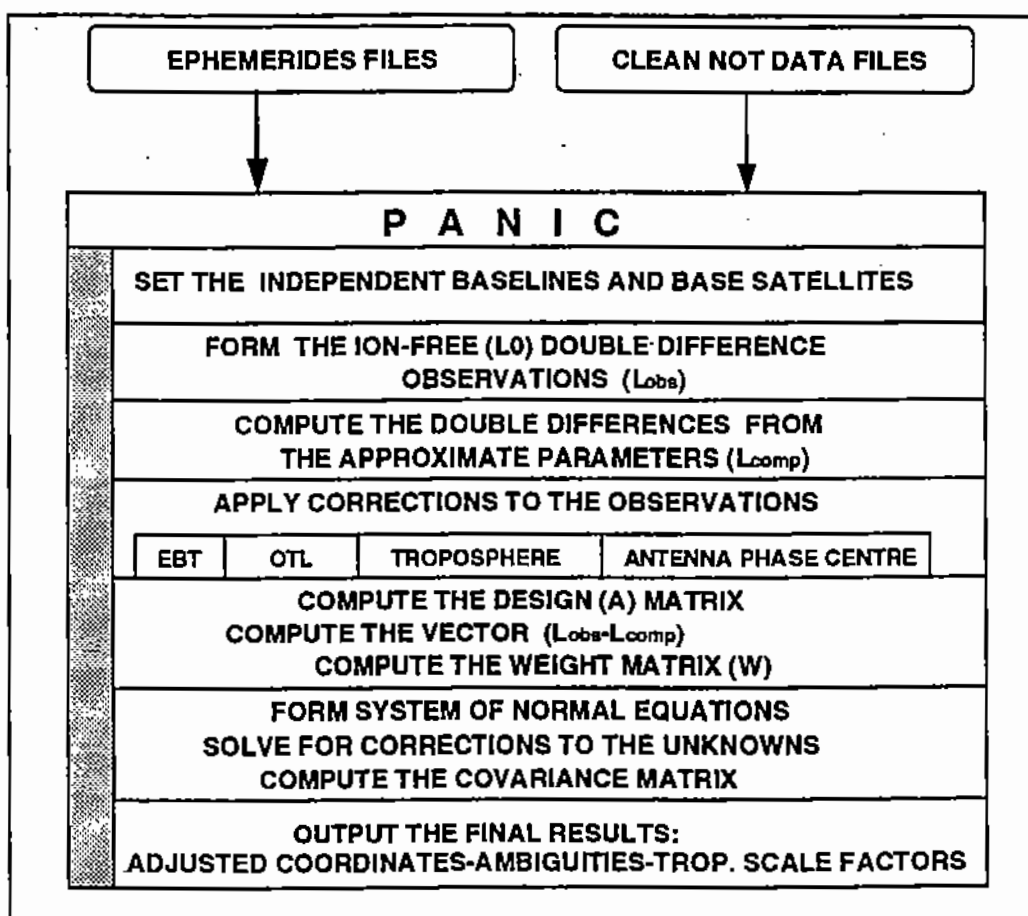 EPHEMERIDES FILES
CLEAN NOT DATA FILES
P A N I C
SET THE INDEPENDENT BASELINES AND BASE SATELLITES
FORM THE ION-FREE (L0) DOUBLE-DIFFERENCE
OBSERVATIONS (Lobs)
COMPUTE THE DOUBLE DIFFERENCES FROM
THE APPROXIMATE PARAMETERS (Lcomp)
APPLY CORRECTIONS TO THE OBSERVATIONS
EBT OTL TROPOSPHERE ANTENNA PHASE CENTRE
COMPUTE THE DESIGN (A) MATRIX
COMPUTE THE VECTOR (Lobs-Lcomp)
COMPUTE THE WEIGHT MATRIX (W)
FORM SYSTEM OF NORMAL EQUATIONS
SOLVE FOR CORRECTIONS TO THE UNKNOWNS
COMPUTE THE COVARIANCE MATRIX
OUTPUT THE FINAL RESULTS:
ADJUSTED COORDINATES-AMBIGUITIES-TROP. SCALE FACTORS